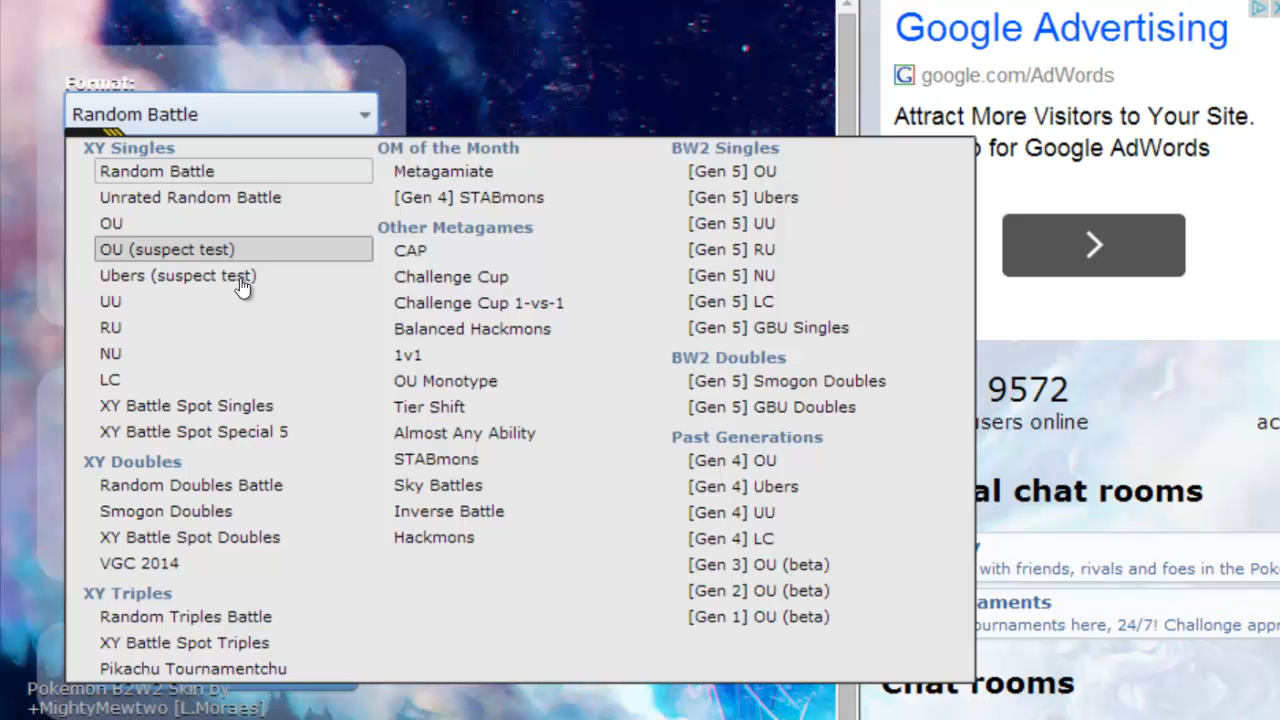 Format:
Random Battle
XY Singles
Random Battle
Unrated Random Battle
OU
OU (suspect test)
Ubers (suspect test)
UU
RU
NU
LC
XY Battle Spot Singles
XY Battle Spot Special 5
XY Doubles
Random Doubles Battle
Smogon Doubles
XY Battle Spot Doubles
VGC 2014
XY Triples
Random Triples Battle
XY Battle Spot Triples
Pikachu Tournamentchu
OM of the Month
Metagamiate
[Gen 4] STABmons
Other Metagames
CAP
Challenge Cup
Challenge Cup 1-vs-1
Balanced Hackmons
1v1
OU Monotype
Tier Shift
Almost Any Ability
STABmons
Sky Battles
Inverse Battle
Hackmons
BW2 Singles
[Gen 5] OU
[Gen 5] Ubers
[Gen 5] UU
[Gen 5] RU
[Gen 5] NU
[Gen 5] LC
[Gen 5] GBU Singles
BW2 Doubles
[Gen 5] Smogon Doubles
[Gen 5] GBU Doubles
Past Generations
[Gen 4] OU
[Gen 4] Ubers
[Gen 4] UU
[Gen 4] LC
[Gen 3] OU (beta)
[Gen 2] OU (beta)
[Gen 1] OU (beta)
Pokemon B2W2 Skin by
+MightyMewtwo [L.Moraes]
Google Advertising
google.com/AdWords
Attract More Visitors to Your Site.
for Google AdWords
9572
users online
chat rooms
with friends, rivals and foes in the
tournaments here, 24/7! Challonge
Chat rooms